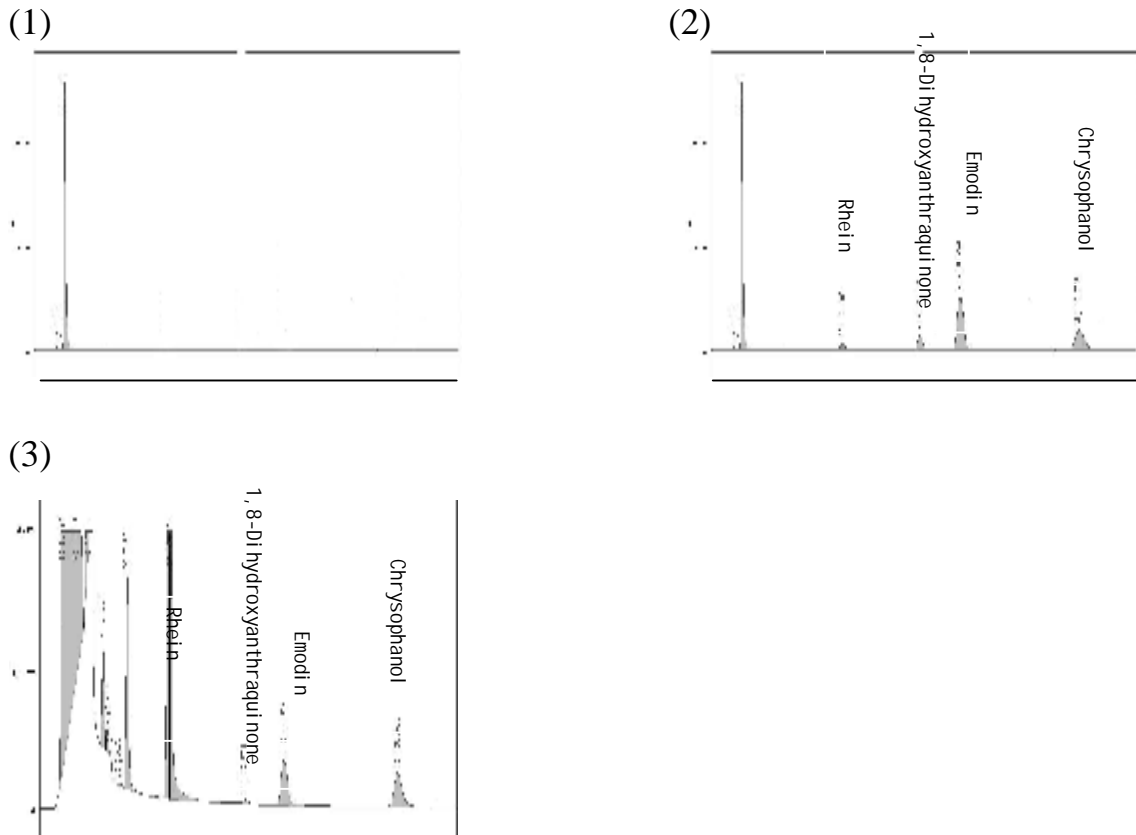 (1)
(2)
Rhein
1,8-Dihydroxyanthraquinone
Emodin
Chrysophanol
(3)
Rhein
1,8-Dihydroxyanthraquinone
Emodin
Chrysophanol